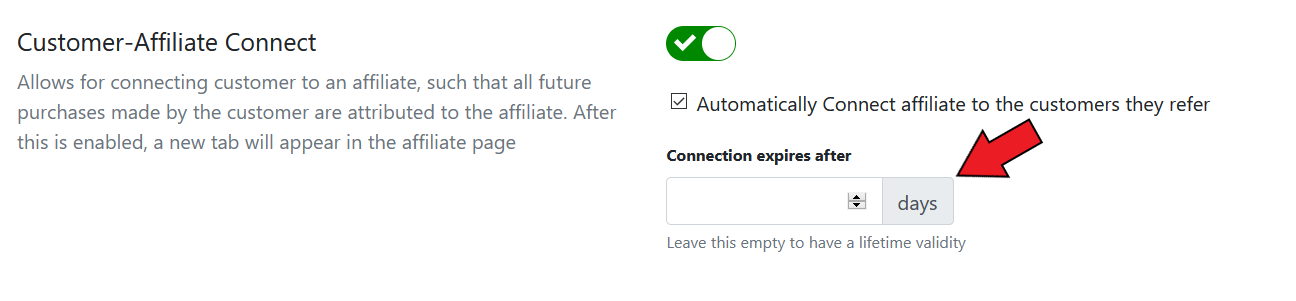 Customer-Affiliate Connect
Allows for connecting customer to an affiliate, such that all future
purchases made by the customer are attributed to the affiliate. After
this is enabled, a new tab will appear in the affiliate page
Automatically Connect affiliate to the customers they refer
Connection expires after
days
Leave this empty to have a lifetime validity